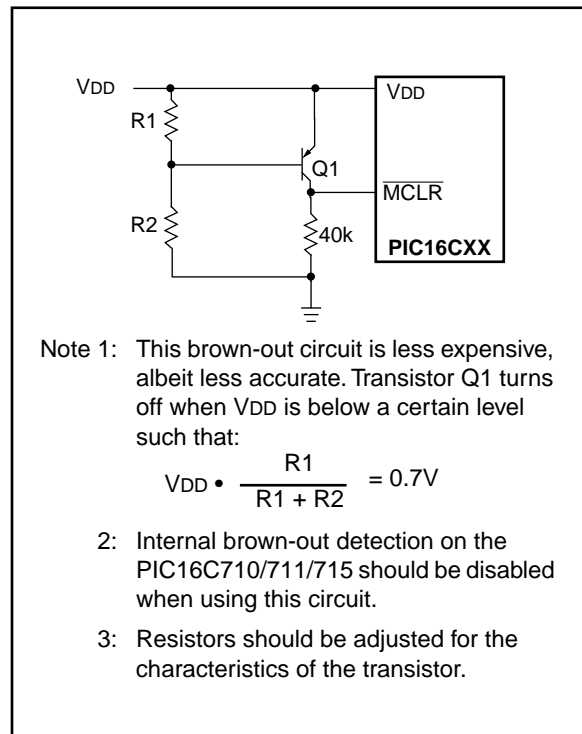 VDD
VDD
R1
Q1
MCLR
R2
40k
PIC16CXX
Note 1: This brown-out circuit is less expensive,
albeit less accurate. Transistor Q1 turns
off when VDD is below a certain level
such that:
VDD • R1 / R1 + R2 = 0.7V
2: Internal brown-out detection on the
PIC16C710/711/715 should be disabled
when using this circuit.
3: Resistors should be adjusted for the
characteristics of the transistor.